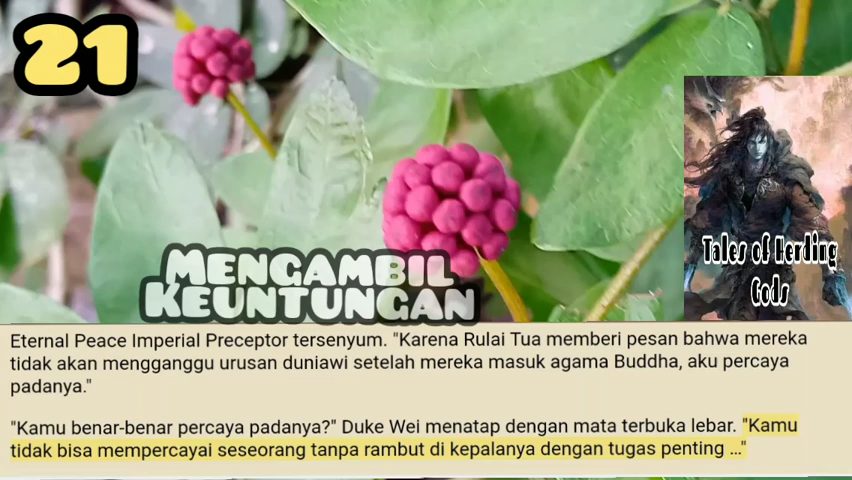 21
Tales of Herding
Gods
MENGAMBIL
KEUNTUNGAN
Eternal Peace Imperial Preceptor tersenyum. "Karena Rulai Tua memberi pesan bahwa mereka
tidak akan mengganggu urusan duniawi setelah mereka masuk agama Buddha, aku percaya
padanya."
"Kamu benar-benar percaya padanya?" Duke Wei menatap dengan mata terbuka lebar. "Kamu
tidak bisa mempercayai seseorang tanpa rambut di kepalanya dengan tugas penting ..."